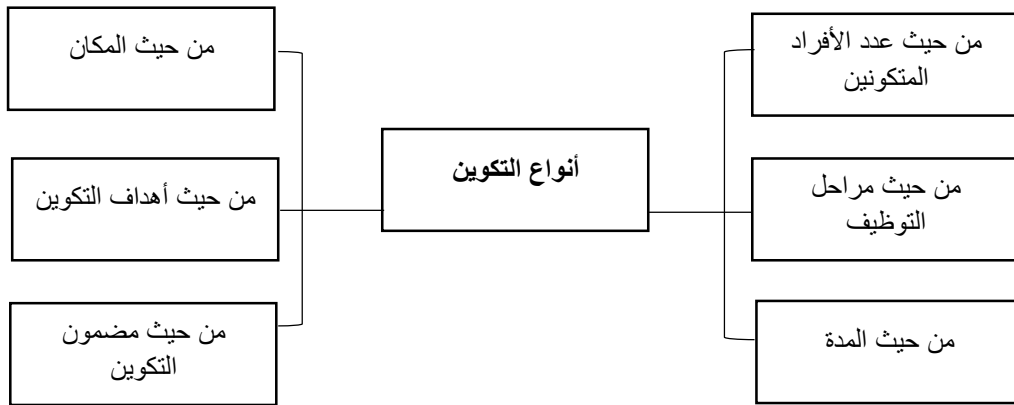 من حيث عدد الأفراد
المتكونين
من حيث المكان
أنواع التكوين
من حيث مراحل
التوظيف
من حيث أهداف التكوين
من حيث المدة
من حيث مضمون
التكوين